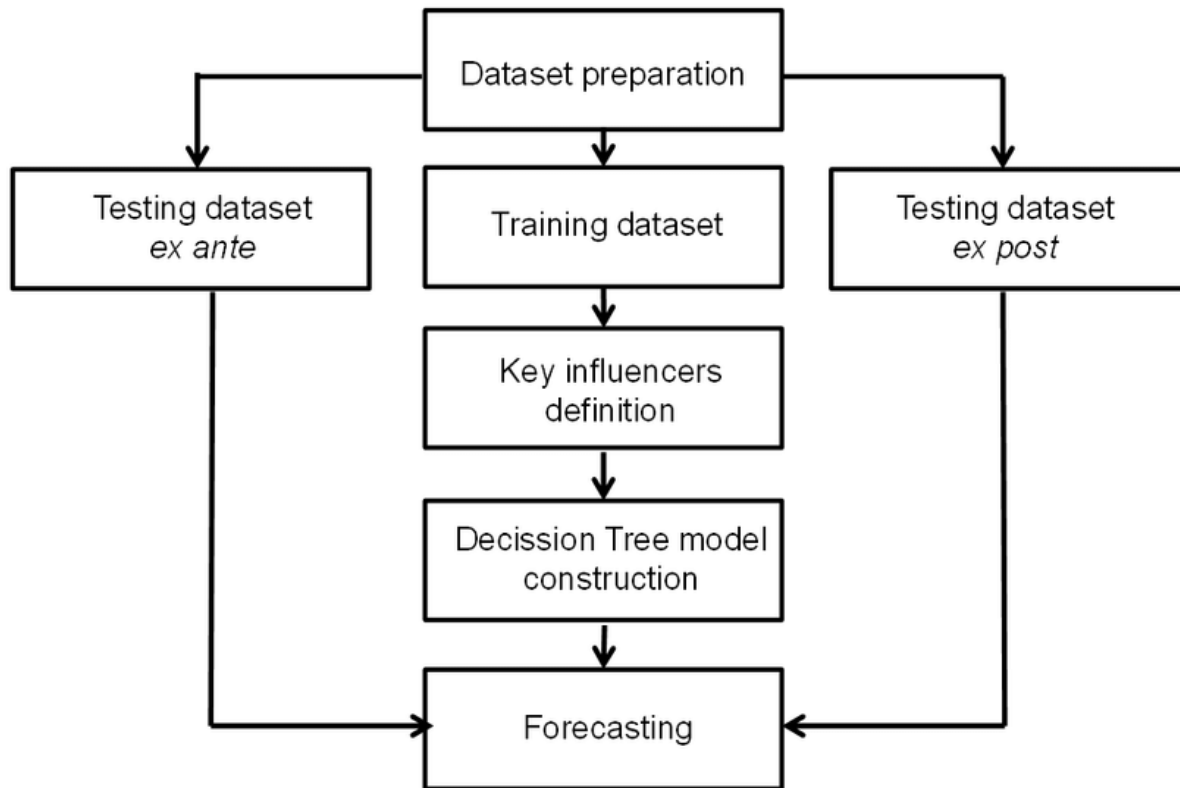 Dataset preparation
Testing dataset
ex ante
Training dataset
Testing dataset
ex post
Key influencers
definition
Decission Tree model
construction
Forecasting